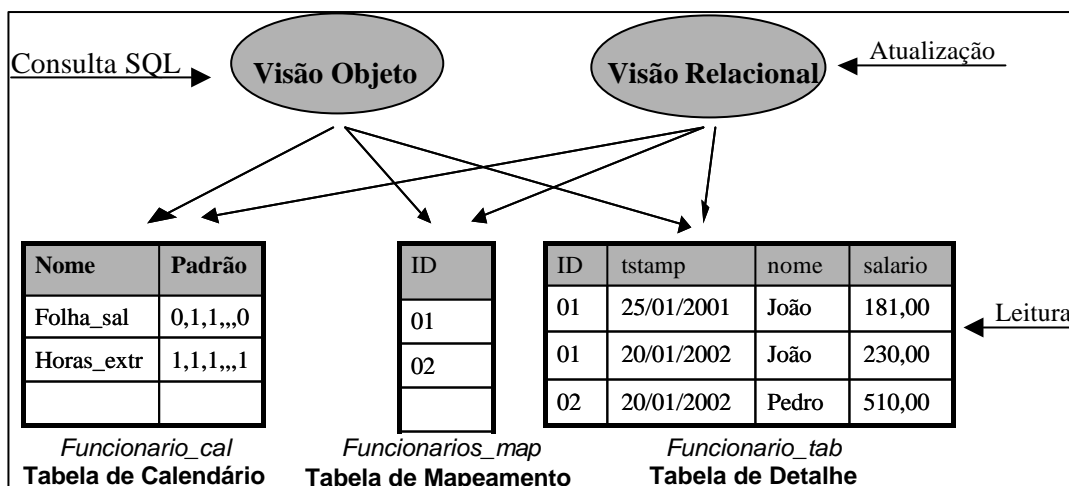 Consulta SQL
Visão Objeto
Visão Relacional
Atualização
Nome Padrão
Folha_sal 0,1,1,,,0
Horas_extr 1,1,1,,,1
Funcionario_cal
Tabela de Calendário
ID
01
02
Funcionarios_map
Tabela de Mapeamento
ID tstamp nome salario
01 25/01/2001 João 181,00
01 20/01/2002 João 230,00
02 20/01/2002 Pedro 510,00
Funcionario_tab
Tabela de Detalhe
Leitura